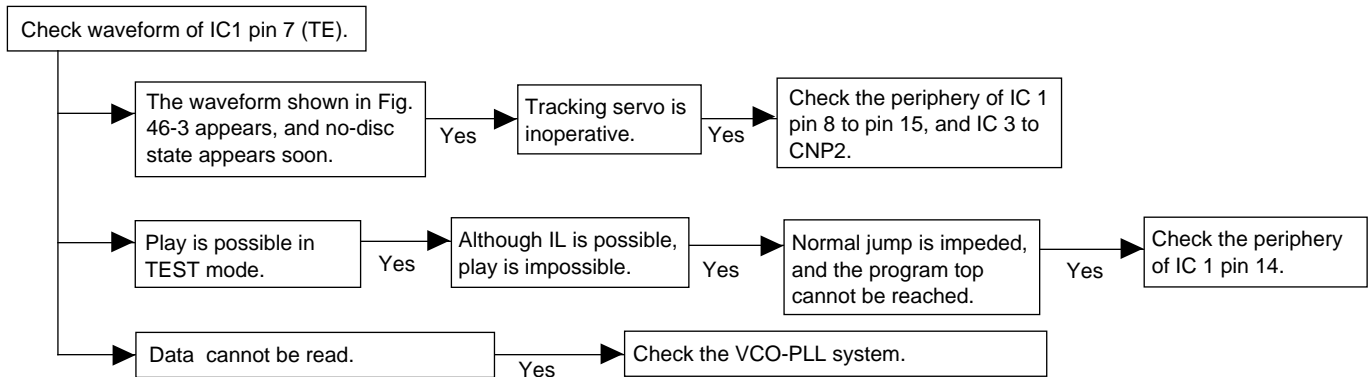 Check waveform of IC1 pin 7 (TE).
The waveform shown in Fig.
46-3 appears, and no-disc
state appears soon.
Yes
Tracking servo is
inoperative.
Yes
Check the periphery of IC 1
pin 8 to pin 15, and IC 3 to
CNP2.
Play is possible in
TEST mode.
Yes
Although IL is possible,
play is impossible.
Yes
Normal jump is impeded,
and the program top
cannot be reached.
Yes
Check the periphery
of IC 1 pin 14.
Data cannot be read.
Yes
Check the VCO-PLL system.